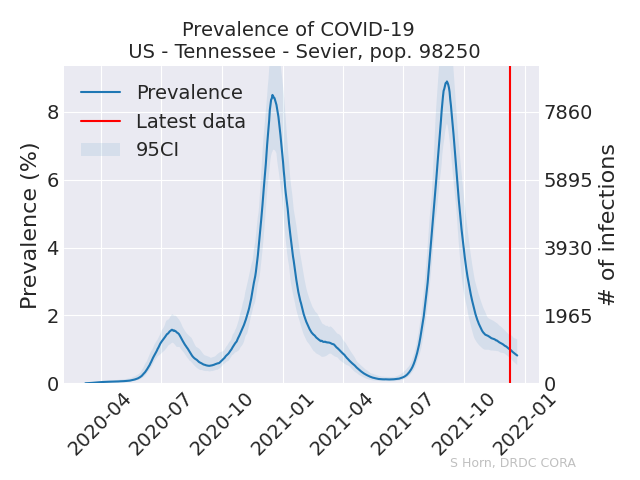 Prevalence of COVID-19
US - Tennessee - Sevier, pop. 98250
Prevalence
Latest data
95CI
Prevalence (%)
8
6
4
2
0
7860
5895
3930
1965
0
# of infections
2020-04
2020-07
2020-10
2021-01
2021-04
2021-07
2021-10
2022-01
S Horn, DRDC CORA